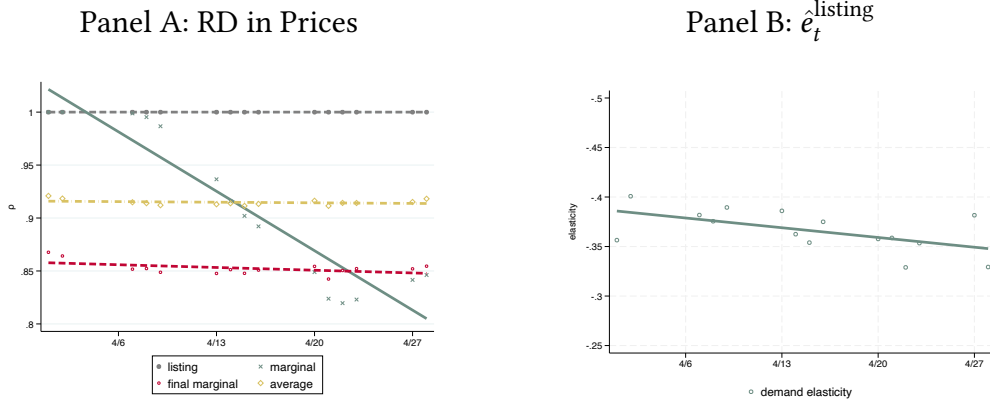 Panel A: RD in Prices
1
.95
.9
.85
.8
ρ
4/6
4/13
4/20
4/27
listing
marginal
final marginal
average
Panel B: ê_t^listing
-.5
-.45
-.4
-.35
-.3
-.25
elasticity
4/6
4/13
4/20
4/27
demand elasticity